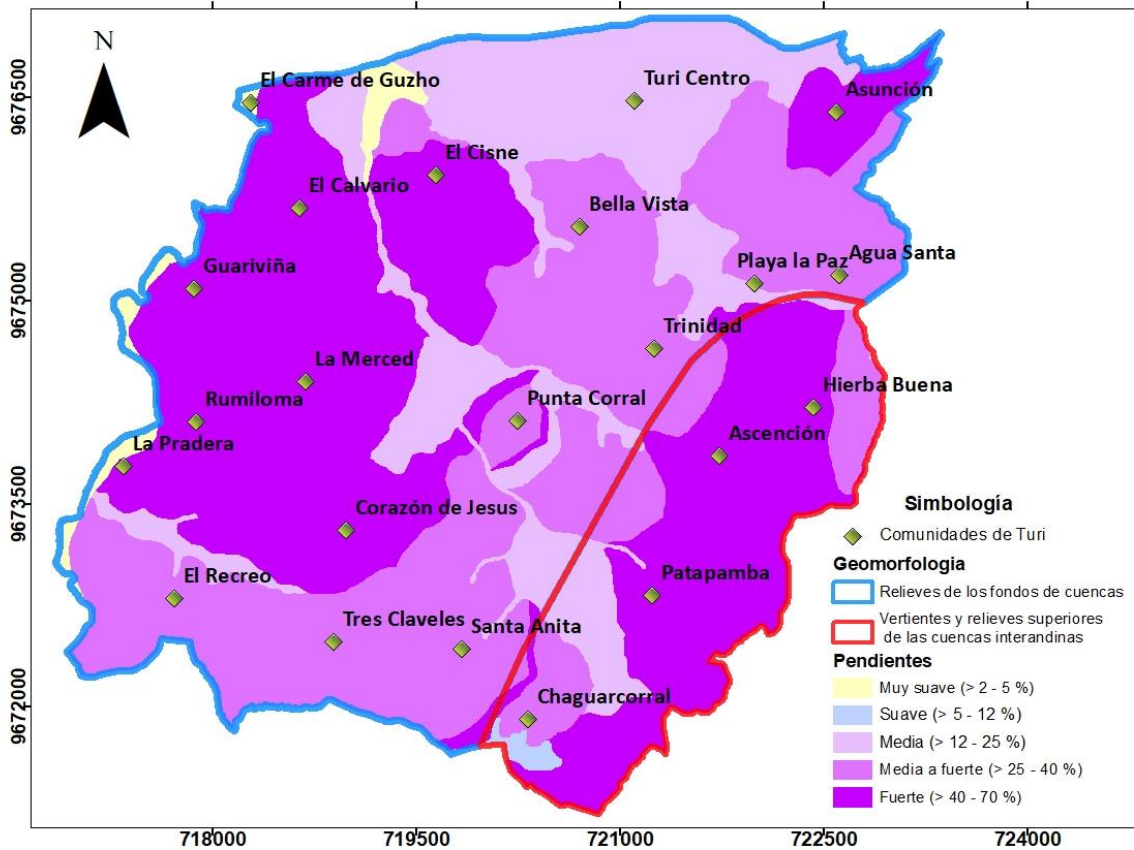 N
9676500
9675000
9673500
9672000
El Carme de Guzho
Turi Centro
Asunción
El Cisne
El Calvario
Bella Vista
Guariviña
Playa la Paz
Agua Santa
Trinidad
La Merced
Hierba Buena
Rumiloma
Punta Corral
La Pradera
Ascención
Corazón de Jesus
El Recreo
Patapamba
Tres Claveles
Santa Anita
Chaguarcorral
Simbología
Comunidades de Turi
Geomorfologia
Relieves de los fondos de cuencas
Vertientes y relieves superiores
de las cuencas interandinas
Pendientes
Muy suave (> 2 - 5 %)
Suave (> 5 - 12 %)
Media (> 12 - 25 %)
Media a fuerte (> 25 - 40 %)
Fuerte (> 40 - 70 %)
718000
719500
721000
722500
724000